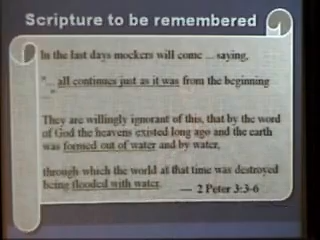 Scripture to be remembered
In the last days mockers will come ... saying,
"... all continues just as it was from the beginning
..."
They are willingly ignorant of this, that by the word
of God the heavens existed long ago and the earth
was formed out of water and by water,
through which the world at that time was destroyed
being flooded with water.
— 2 Peter 3:3-6